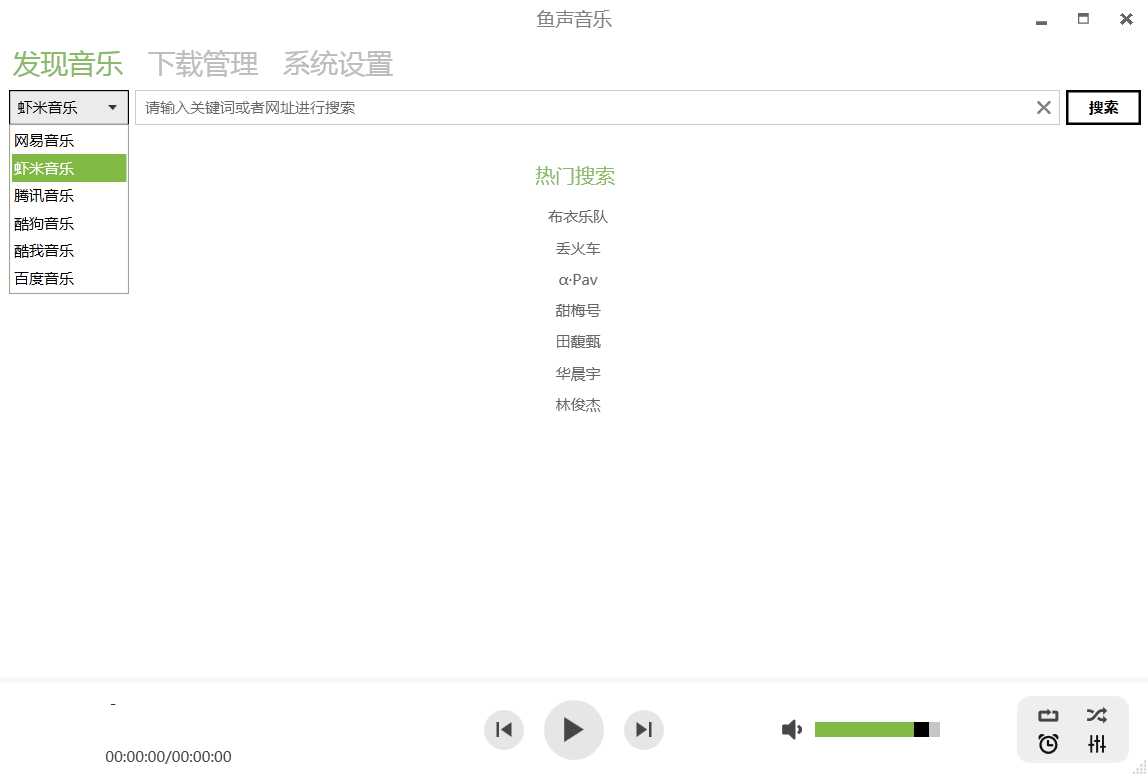 鱼声音乐
发现音乐 下载管理 系统设置
虾米音乐 请输入关键词或者网址进行搜索 搜索
网易音乐
虾米音乐
腾讯音乐
酷狗音乐
酷我音乐
百度音乐
热门搜索
布衣乐队
丢火车
α·Pav
甜梅号
田馥甄
华晨宇
林俊杰
-
00:00:00/00:00:00